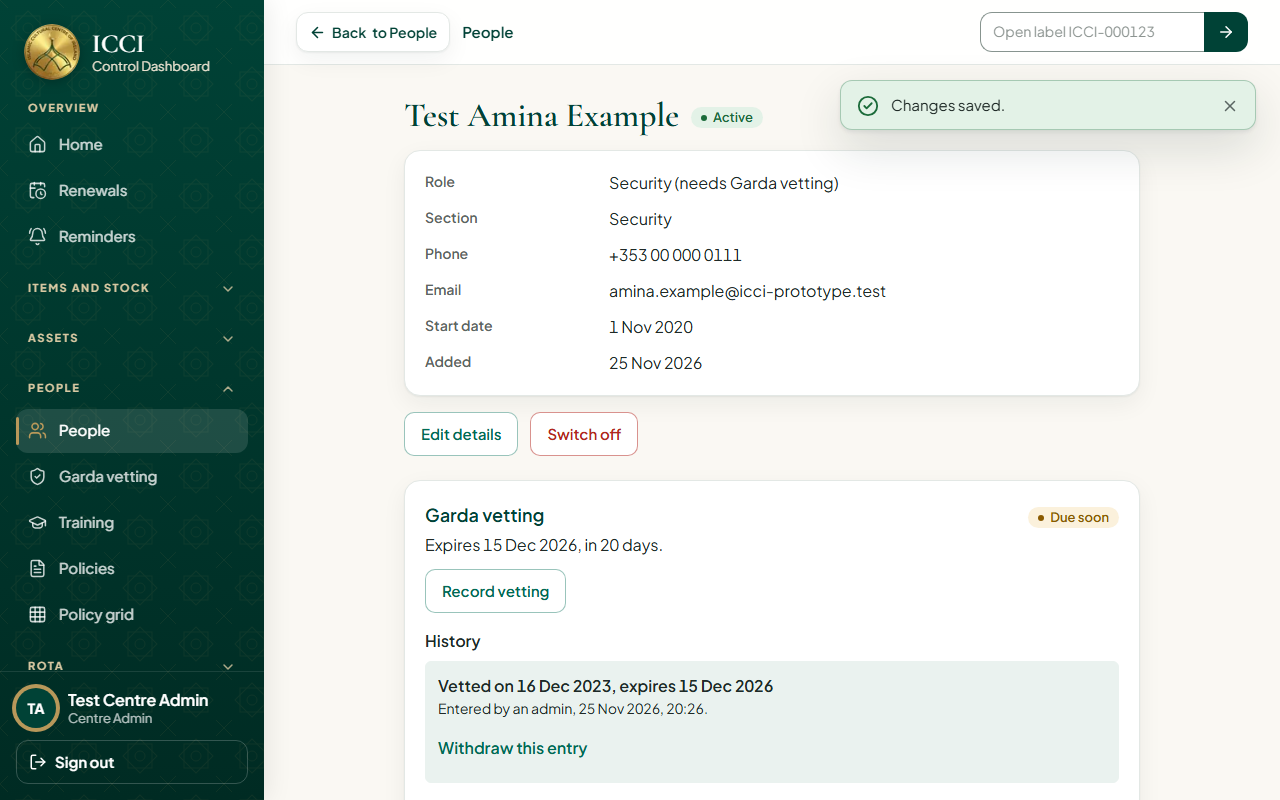 ICCI
Control Dashboard
OVERVIEW
Home
Renewals
Reminders
ITEMS AND STOCK
ASSETS
PEOPLE
People
Garda vetting
Training
Policies
Policy grid
ROTA
TA
Test Centre Admin
Centre Admin
Sign out
Back to People
People
Open label ICCI-000123
Changes saved.
Test Amina Example
Active
Role Security (needs Garda vetting)
Section Security
Phone +353 00 000 0111
Email amina.example@icci-prototype.test
Start date 1 Nov 2020
Added 25 Nov 2026
Edit details
Switch off
Garda vetting
Due soon
Expires 15 Dec 2026, in 20 days.
Record vetting
History
Vetted on 16 Dec 2023, expires 15 Dec 2026
Entered by an admin, 25 Nov 2026, 20:26.
Withdraw this entry